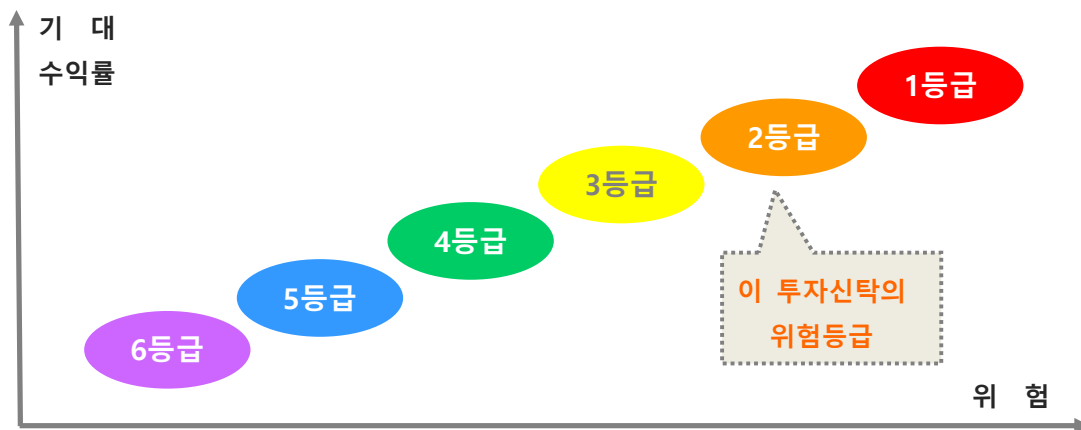 기 대
수익률
1등급
2등급
3등급
4등급
5등급
6등급
이 투자신탁의
위험등급
위 험